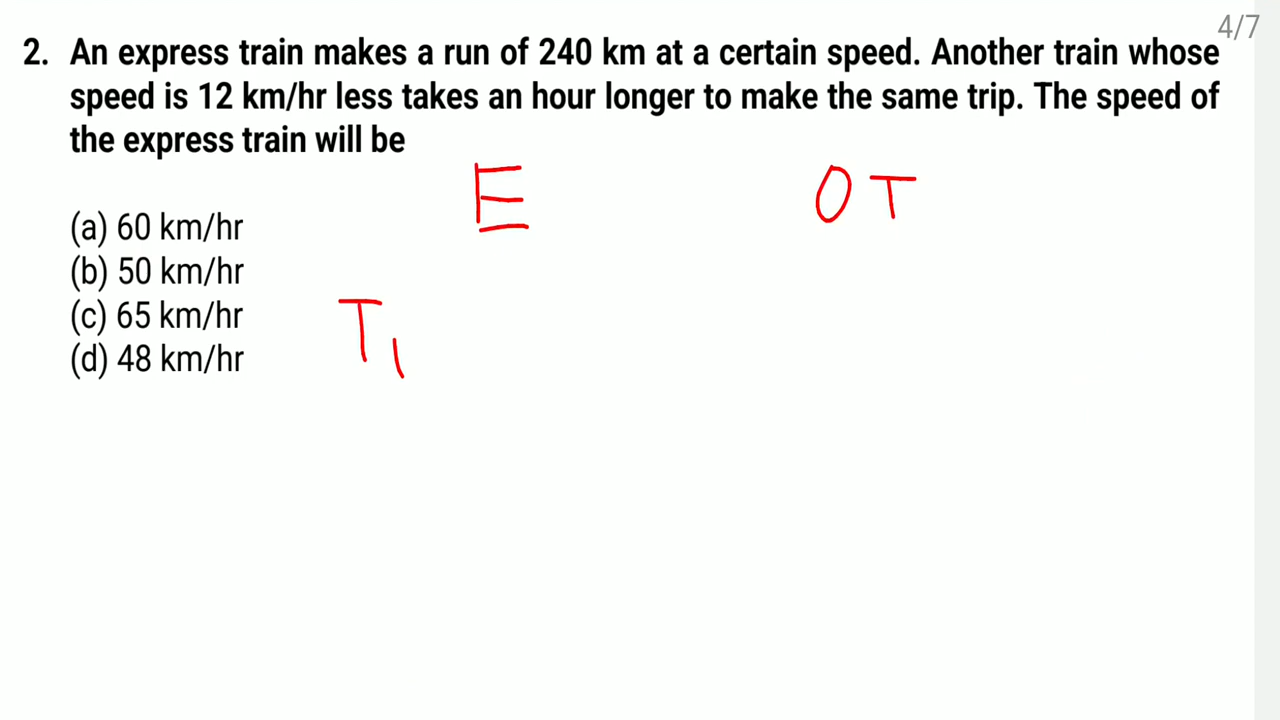 4/7
2. An express train makes a run of 240 km at a certain speed. Another train whose
speed is 12 km/hr less takes an hour longer to make the same trip. The speed of
the express train will be
E O T
(a) 60 km/hr
(b) 50 km/hr
(c) 65 km/hr
(d) 48 km/hr
T1